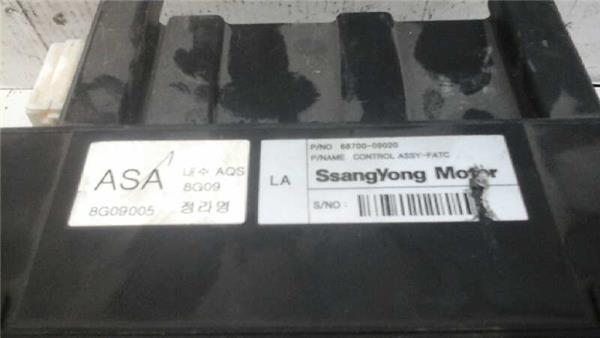 ASA
내수 AQS
8G09
8G09005 정라영
LA
P/NO 68700-09020
P/NAME CONTROL ASSY-FATC
SsangYong Motor
S/NO :